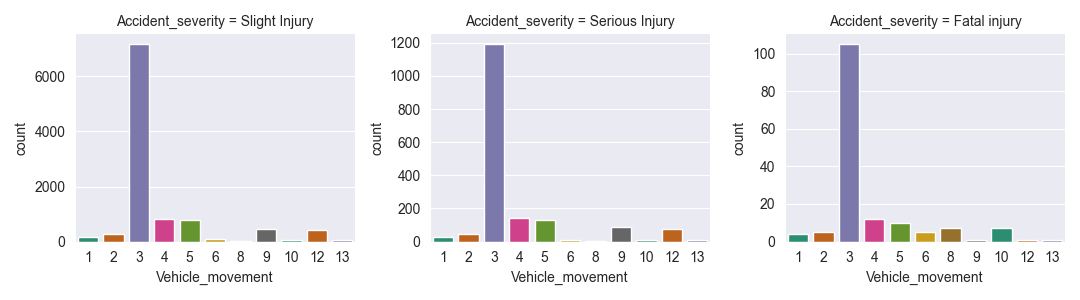 Accident_severity = Slight Injury
6000
4000
2000
0
count
1 2 3 4 5 6 8 9 10 12 13
Vehicle_movement
Accident_severity = Serious Injury
1200
1000
800
600
400
200
0
count
1 2 3 4 5 6 8 9 10 12 13
Vehicle_movement
Accident_severity = Fatal injury
100
80
60
40
20
0
count
1 2 3 4 5 6 8 9 10 12 13
Vehicle_movement